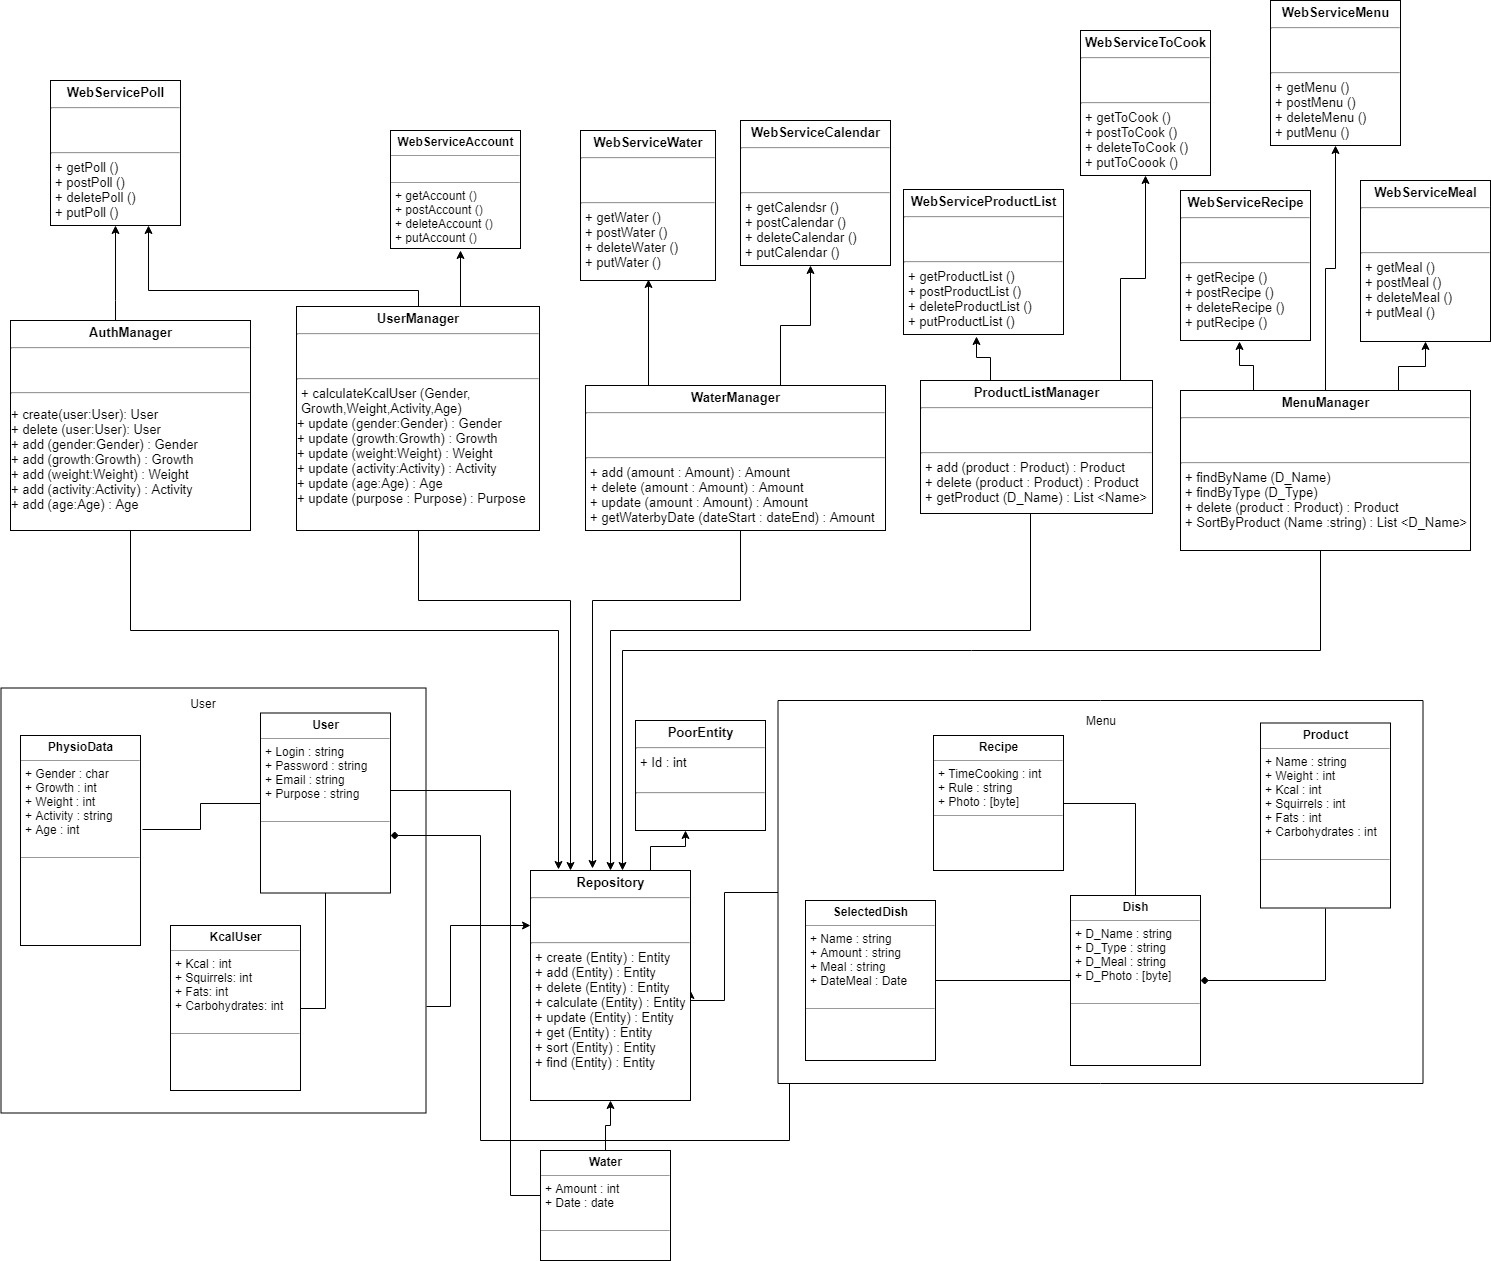 WebServiceMenu
+ getMenu ()
+ postMenu ()
+ deleteMenu ()
+ putMenu ()
WebServiceToCook
+ getToCook ()
+ postToCook ()
+ deleteToCook ()
+ putToCoook ()
WebServicePoll
+ getPoll ()
+ postPoll ()
+ deletePoll ()
+ putPoll ()
WebServiceAccount
+ getAccount ()
+ postAccount ()
+ deleteAccount ()
+ putAccount ()
WebServiceWater
+ getWater ()
+ postWater ()
+ deleteWater ()
+ putWater ()
WebServiceCalendar
+ getCalendsr ()
+ postCalendar ()
+ deleteCalendar ()
+ putCalendar ()
WebServiceProductList
+ getProductList ()
+ postProductList ()
+ deleteProductList ()
+ putProductList ()
WebServiceRecipe
+ getRecipe ()
+ postRecipe ()
+ deleteRecipe ()
+ putRecipe ()
WebServiceMeal
+ getMeal ()
+ postMeal ()
+ deleteMeal ()
+ putMeal ()
AuthManager
+ create(user:User): User
+ delete (user:User): User
+ add (gender:Gender) : Gender
+ add (growth:Growth) : Growth
+ add (weight:Weight) : Weight
+ add (activity:Activity) : Activity
+ add (age:Age) : Age
UserManager
+ calculateKcalUser (Gender,
Growth,Weight,Activity,Age)
+ update (gender:Gender) : Gender
+ update (growth:Growth) : Growth
+ update (weight:Weight) : Weight
+ update (activity:Activity) : Activity
+ update (age:Age) : Age
+ update (purpose : Purpose) : Purpose
WaterManager
+ add (amount : Amount) : Amount
+ delete (amount : Amount) : Amount
+ update (amount : Amount) : Amount
+ getWaterbyDate (dateStart : dateEnd) : Amount
ProductListManager
+ add (product : Product) : Product
+ delete (product : Product) : Product
+ getProduct (D_Name) : List <Name>
MenuManager
+ findByName (D_Name)
+ findByType (D_Type)
+ delete (product : Product) : Product
+ SortByProduct (Name :string) : List <D_Name>
User
PhysioData
+ Gender : char
+ Growth : int
+ Weight : int
+ Activity : string
+ Age : int
User
+ Login : string
+ Password : string
+ Email : string
+ Purpose : string
KcalUser
+ Kcal : int
+ Squirrels: int
+ Fats: int
+ Carbohydrates: int
PoorEntity
+ Id : int
Repository
+ create (Entity) : Entity
+ add (Entity) : Entity
+ delete (Entity) : Entity
+ calculate (Entity) : Entity
+ update (Entity) : Entity
+ get (Entity) : Entity
+ sort (Entity) : Entity
+ find (Entity) : Entity
Menu
Recipe
+ TimeCooking : int
+ Rule : string
+ Photo : [byte]
Product
+ Name : string
+ Weight : int
+ Kcal : int
+ Squirrels : int
+ Fats : int
+ Carbohydrates : int
SelectedDish
+ Name : string
+ Amount : string
+ Meal : string
+ DateMeal : Date
Dish
+ D_Name : string
+ D_Type : string
+ D_Meal : string
+ D_Photo : [byte]
Water
+ Amount : int
+ Date : date